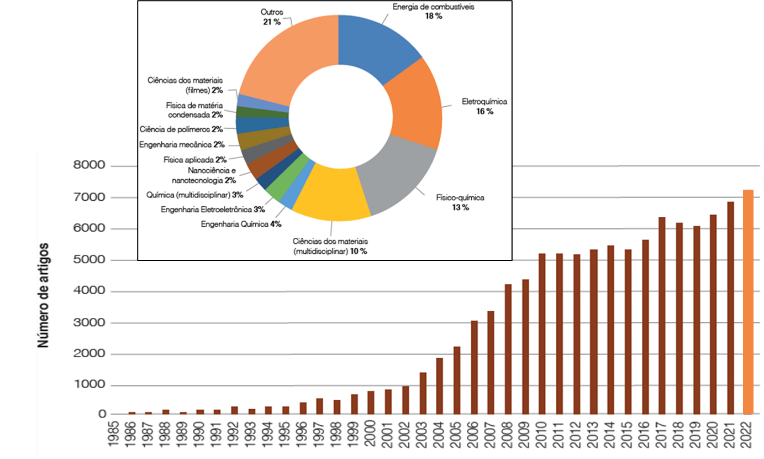 Outros
21 %
Energia de combustíveis
18 %
Eletroquímica
16 %
Físico-química
13 %
Ciências dos materiais
(multidisciplinar) 10 %
Engenharia Química 4%
Engenharia Eletroeletrônica 3%
Química (multidisciplinar) 3%
Nanociência e
nanotecnologia 2%
Física aplicada 2%
Engenharia mecânica 2%
Ciência de polímeros 2%
Física de matéria
condensada 2%
Ciências dos materiais
(filmes) 2%
Número de artigos
8000
7000
6000
5000
4000
3000
2000
1000
0
1985
1986
1987
1988
1989
1990
1991
1992
1993
1994
1995
1996
1997
1998
1999
2000
2001
2002
2003
2004
2005
2006
2007
2008
2009
2010
2011
2012
2013
2014
2015
2016
2017
2018
2019
2020
2021
2022